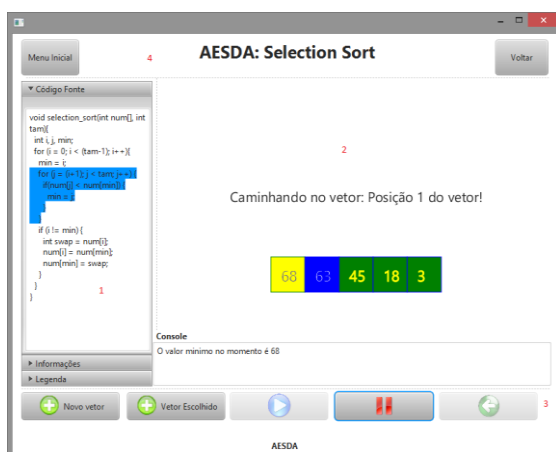 Menu Inicial
4
AESDA: Selection Sort
Voltar
Código Fonte
void selection_sort(int num[], int
tam){
int i, j, min;
for (i = 0; i < (tam-1); i++){
min = i;
for (j = (i+1); j < tam; j++) {
if(num[j] < num[min]) {
min = j;
}
}
if (i != min) {
int swap = num[i];
num[i] = num[min];
num[min] = swap;
}
}
}
1
2
Caminhando no vetor: Posição 1 do vetor!
68 63 45 18 3
Console
O valor minimo no momento é 68
Informações
Legenda
Novo vetor
Vetor Escolhido
3
AESDA